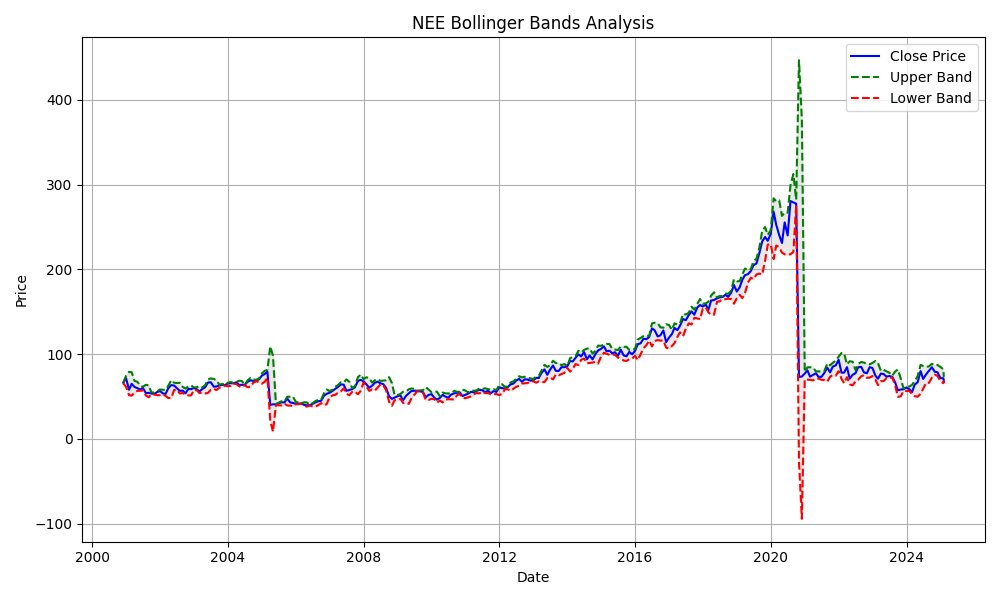 NEE Bollinger Bands Analysis
Close Price
Upper Band
Lower Band
Price
400
300
200
100
0
−100
2000
2004
2008
2012
2016
2020
2024
Date